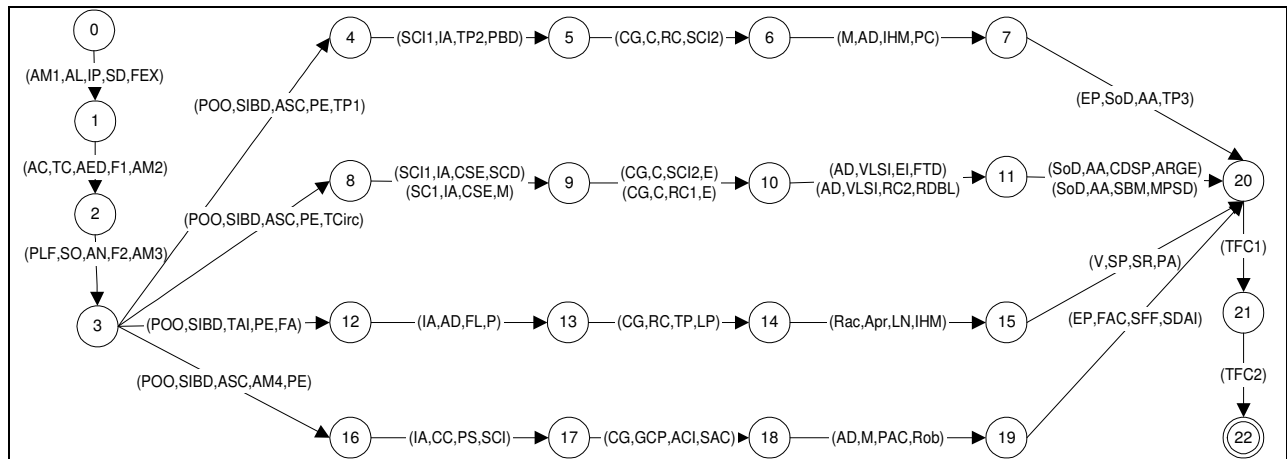 0
4
(SCI1,IA,TP2,PBD)
5
(CG,C,RC,SCI2)
6
(M,AD,IHM,PC)
7
(AM1,AL,IP,SD,FEX)
(POO,SIBD,ASC,PE,TP1)
(EP,SoD,AA,TP3)
1
(AC,TC,AED,F1,AM2)
8
(SCI1,IA,CSE,SCD)
(SC1,IA,CSE,M)
9
(CG,C,SCI2,E)
(CG,C,RC1,E)
10
(AD,VLSI,EI,FTD)
(AD,VLSI,RC2,RDBL)
11
(SoD,AA,CDSP,ARGE)
(SoD,AA,SBM,MPSD)
20
2
(POO,SIBD,ASC,PE,TCirc)
(PLF,SO,AN,F2,AM3)
(TFC1)
(V,SP,SR,PA)
3
(POO,SIBD,TAI,PE,FA)
12
(IA,AD,FL,P)
13
(CG,RC,TP,LP)
14
(Rac,Apr,LN,IHM)
15
(EP,FAC,SFF,SDAI)
21
(POO,SIBD,ASC,AM4,PE)
(TFC2)
16
(IA,CC,PS,SCI)
17
(CG,GCP,ACI,SAC)
18
(AD,M,PAC,Rob)
19
22